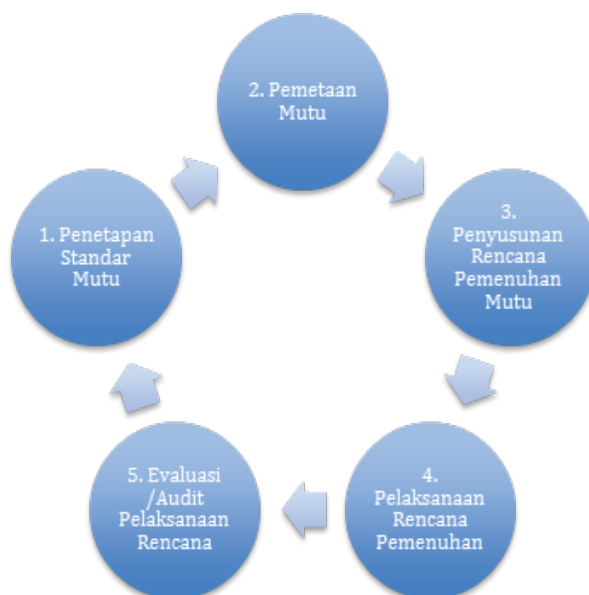 2. Pemetaan
Mutu
1. Penetapan
Standar
Mutu
3.
Penyusunan
Rencana
Pemenuhan
Mutu
5. Evaluasi
/Audit
Pelaksanaan
Rencana
4.
Pelaksanaan
Rencana
Pemenuhan